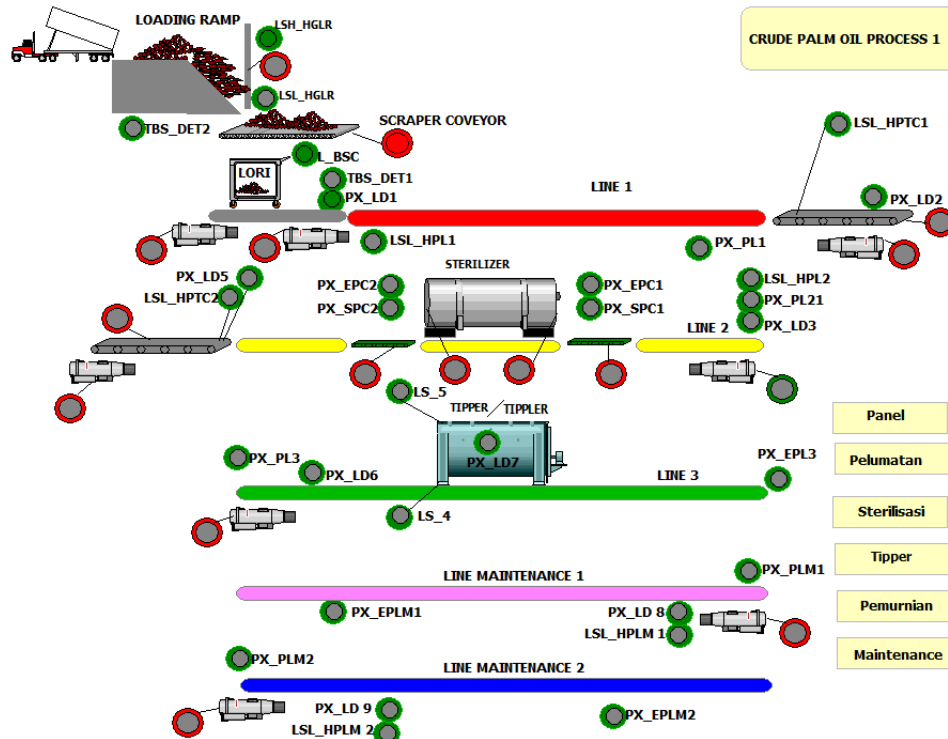 LOADING RAMP
LSH_HGLR
CRUDE PALM OIL PROCESS 1
LSL_HGLR
TBS_DET2
SCRAPER COVEYOR
LSL_HPTC1
L_BSC
LORI
TBS_DET1
PX_LD1
LINE 1
PX_LD2
LSL_HPL1
PX_PL1
PX_LD5
LSL_HPTC2
STERILIZER
PX_EPC2
PX_SPC2
PX_EPC1
PX_SPC1
LSL_HPL2
PX_PL21
PX_LD3
LINE 2
LS_5
TIPPER
TIPPLER
PX_LD7
Panel
PX_PL3
PX_LD6
PX_EPL3
Pelumatan
LINE 3
LS_4
Sterilisasi
Tipper
LINE MAINTENANCE 1
PX_PLM1
PX_EPLM1
PX_LD 8
LSL_HPLM 1
Pemurnian
Maintenance
PX_PLM2
LINE MAINTENANCE 2
PX_LD 9
LSL_HPLM 2
PX_EPLM2